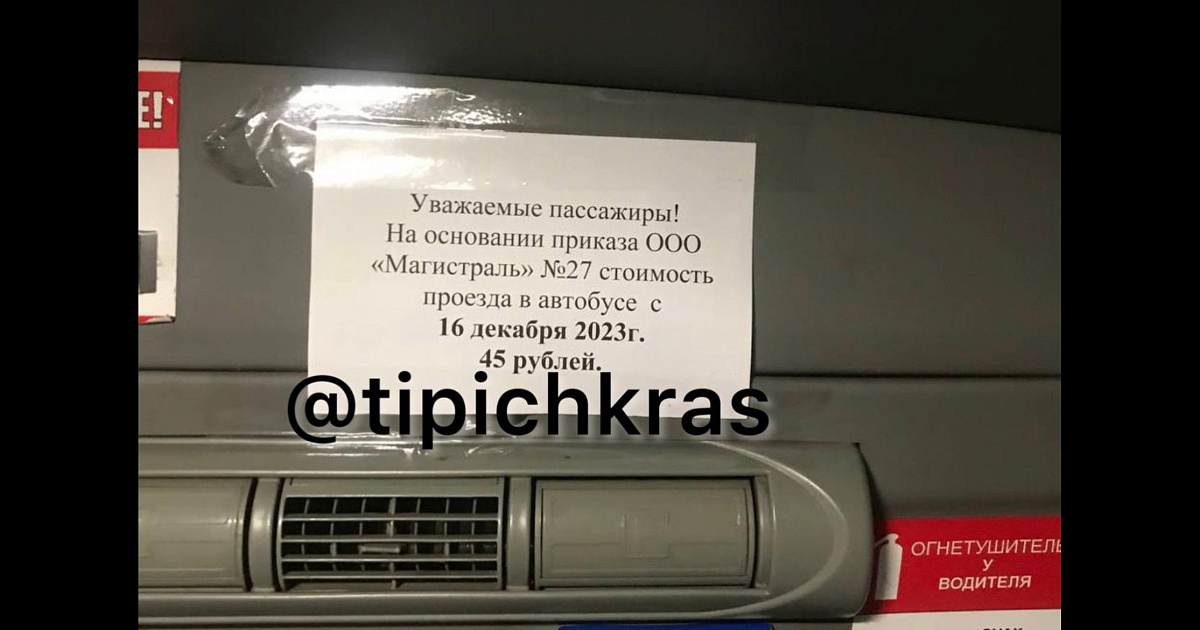 Е!
Уважаемые пассажиры!
На основании приказа ООО
«Магистраль» №27 стоимость
проезда в автобусе с
16 декабря 2023г.
45 рублей.
@tipichkras
ОГНЕТУШИТЕЛЬ
У
ВОДИТЕЛЯ